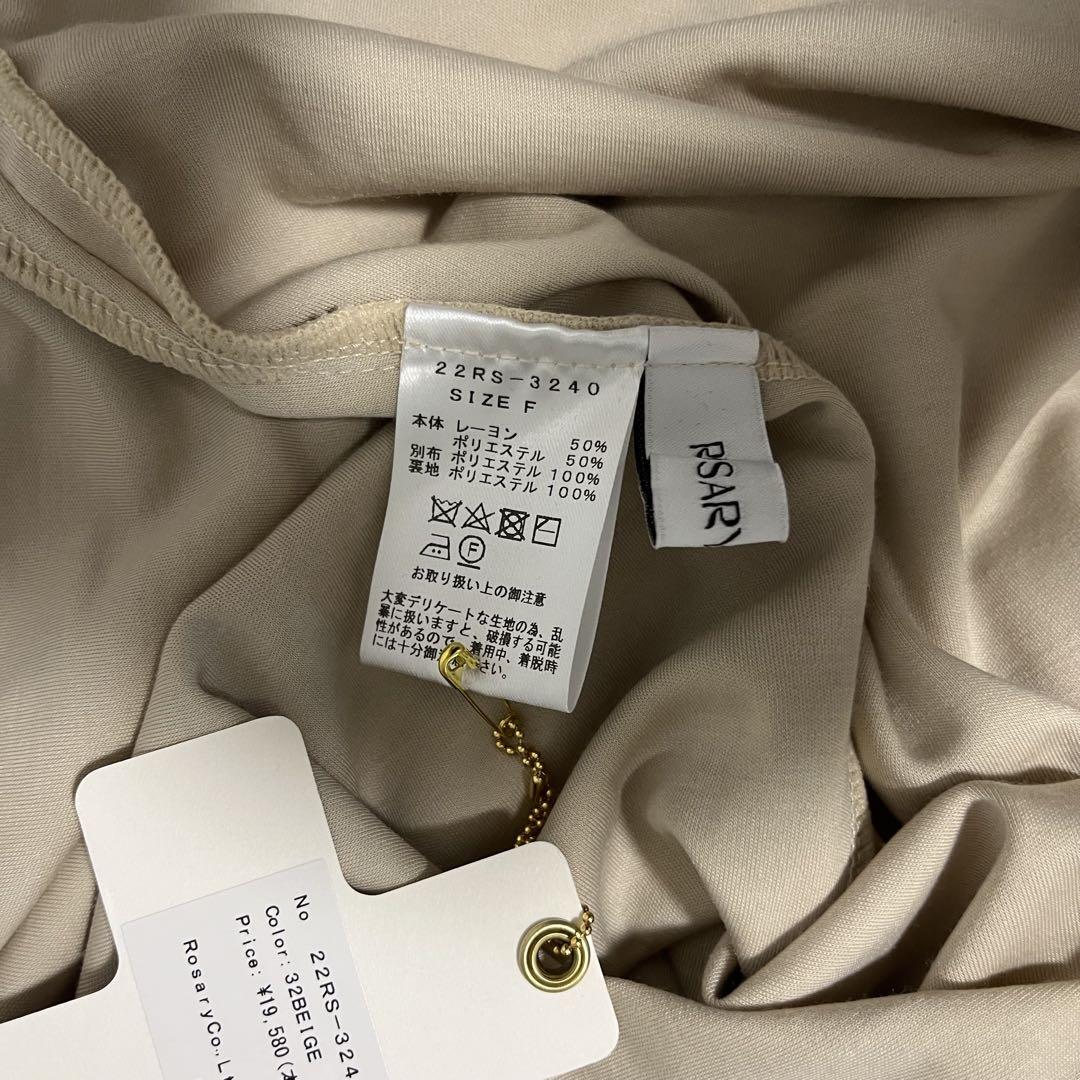 22RS-3240
SIZE F
本体 レーヨン 50%
ポリエステル 50%
別布 ポリエステル 100%
裏地 ポリエステル 100%
F
お取り扱い上の御注意
大変デリケートな生地の為、乱
暴に扱いますと、破損する可能
性があるので、着用中、着脱時
には十分御 さい。
RSARY
No 22RS-324
Color: 32BEIGE
Price: ¥19,580(
RosaryCo.,L